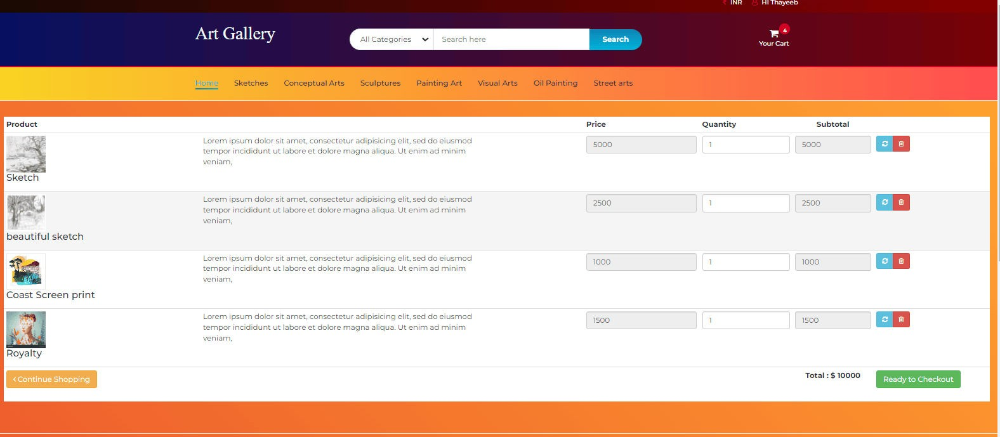 INR HI Thayeeb
Art Gallery
All Categories Search here Search
4
Your Cart
Home Sketches Conceptual Arts Sculptures Painting Art Visual Arts Oil Painting Street arts
Product Price Quantity Subtotal
Lorem ipsum dolor sit amet, consectetur adipisicing elit, sed do eiusmod
tempor incididunt ut labore et dolore magna aliqua. Ut enim ad minim
veniam,
5000 1 5000
Sketch
Lorem ipsum dolor sit amet, consectetur adipisicing elit, sed do eiusmod
tempor incididunt ut labore et dolore magna aliqua. Ut enim ad minim
veniam,
2500 1 2500
beautiful sketch
Lorem ipsum dolor sit amet, consectetur adipisicing elit, sed do eiusmod
tempor incididunt ut labore et dolore magna aliqua. Ut enim ad minim
veniam,
1000 1 1000
Coast Screen print
Lorem ipsum dolor sit amet, consectetur adipisicing elit, sed do eiusmod
tempor incididunt ut labore et dolore magna aliqua. Ut enim ad minim
veniam,
1500 1 1500
Royalty
Continue Shopping Total : $ 10000 Ready to Checkout